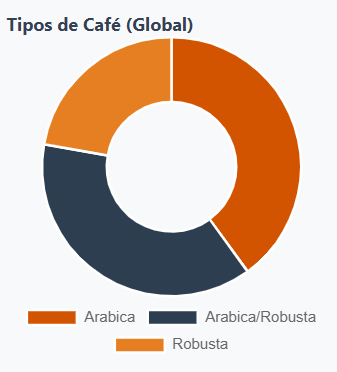 Tipos de Café (Global)
Arabica
Arabica/Robusta
Robusta